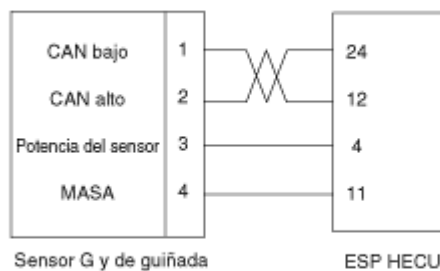 CAN bajo 1 24
CAN alto 2 12
Potencia del sensor 3 4
MASA 4 11
Sensor G y de guiñada ESP HECU